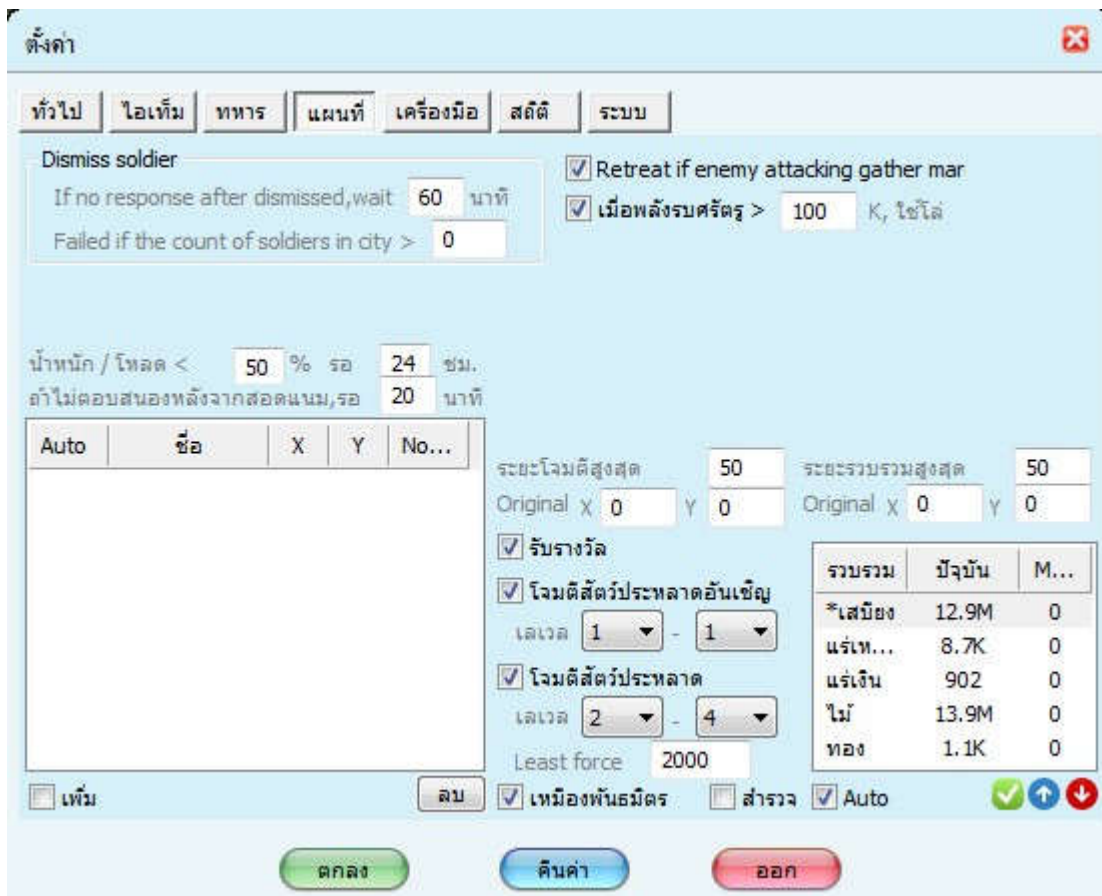 ตั้งค่า
ทั่วไป ไอเท็ม ทหาร แผนที่ เครื่องมือ สถิติ ระบบ
Dismiss soldier
If no response after dismissed,wait 60 นาที
Failed if the count of soldiers in city > 0
Retreat if enemy attacking gather mar
เมื่อพลังรบศรัตรู > 100 K, ใช้โล่
น้ำหนัก / โหลด < 50 % รอ 24 ชม.
ถ้าไม่ตอบสนองหลังจากสอดแนม,รอ 20 นาที
Auto ชื่อ X Y No...
เพิ่ม ลบ
ระยะโจมตีสูงสุด 50
Original X 0 Y 0
รับรางวัล
โจมตีสัตว์ประหลาดอันเชิญ
เลเวล 1 - 1
โจมตีสัตว์ประหลาด
เลเวล 2 - 4
Least force 2000
เหมืองพันธมิตร สำรวจ
ระยะรวบรวมสูงสุด 50
Original X 0 Y 0
รวบรวม ปัจุบัน M...
*เสบียง 12.9M 0
แร่เห... 8.7K 0
แร่เงิน 902 0
ไม้ 13.9M 0
ทอง 1.1K 0
Auto
ตกลง คืนค่า ออก